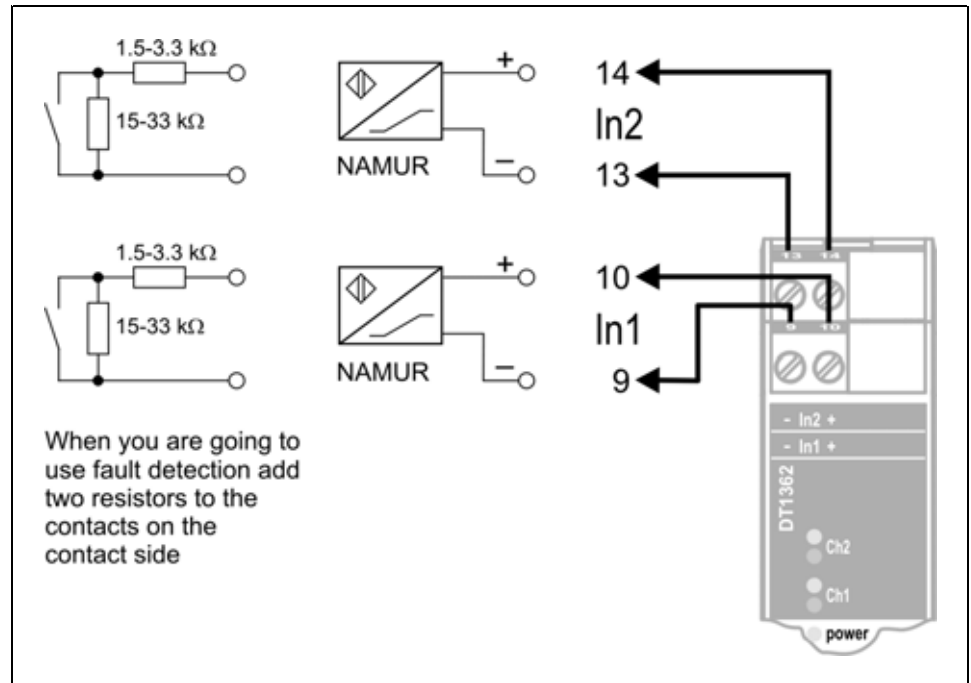 1.5-3.3 kΩ
15-33 kΩ
NAMUR
+
–
14
In2
13
1.5-3.3 kΩ
15-33 kΩ
NAMUR
+
–
10
In1
9
When you are going to
use fault detection add
two resistors to the
contacts on the
contact side
13 14
9 10
- In2 +
- In1 +
DT1362
Ch2
Ch1
power